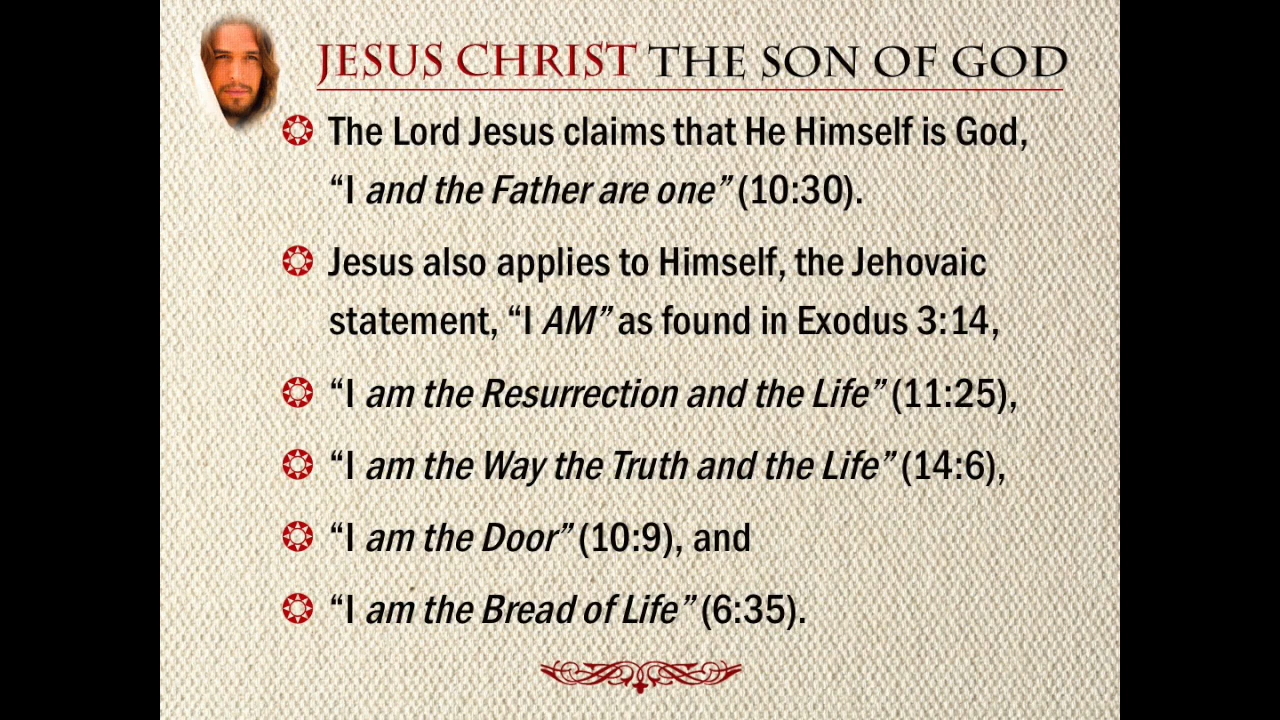 JESUS CHRIST THE SON OF GOD
The Lord Jesus claims that He Himself is God,
“I and the Father are one” (10:30).
Jesus also applies to Himself, the Jehovaic
statement, “I AM” as found in Exodus 3:14,
“I am the Resurrection and the Life” (11:25),
“I am the Way the Truth and the Life” (14:6),
“I am the Door” (10:9), and
“I am the Bread of Life” (6:35).